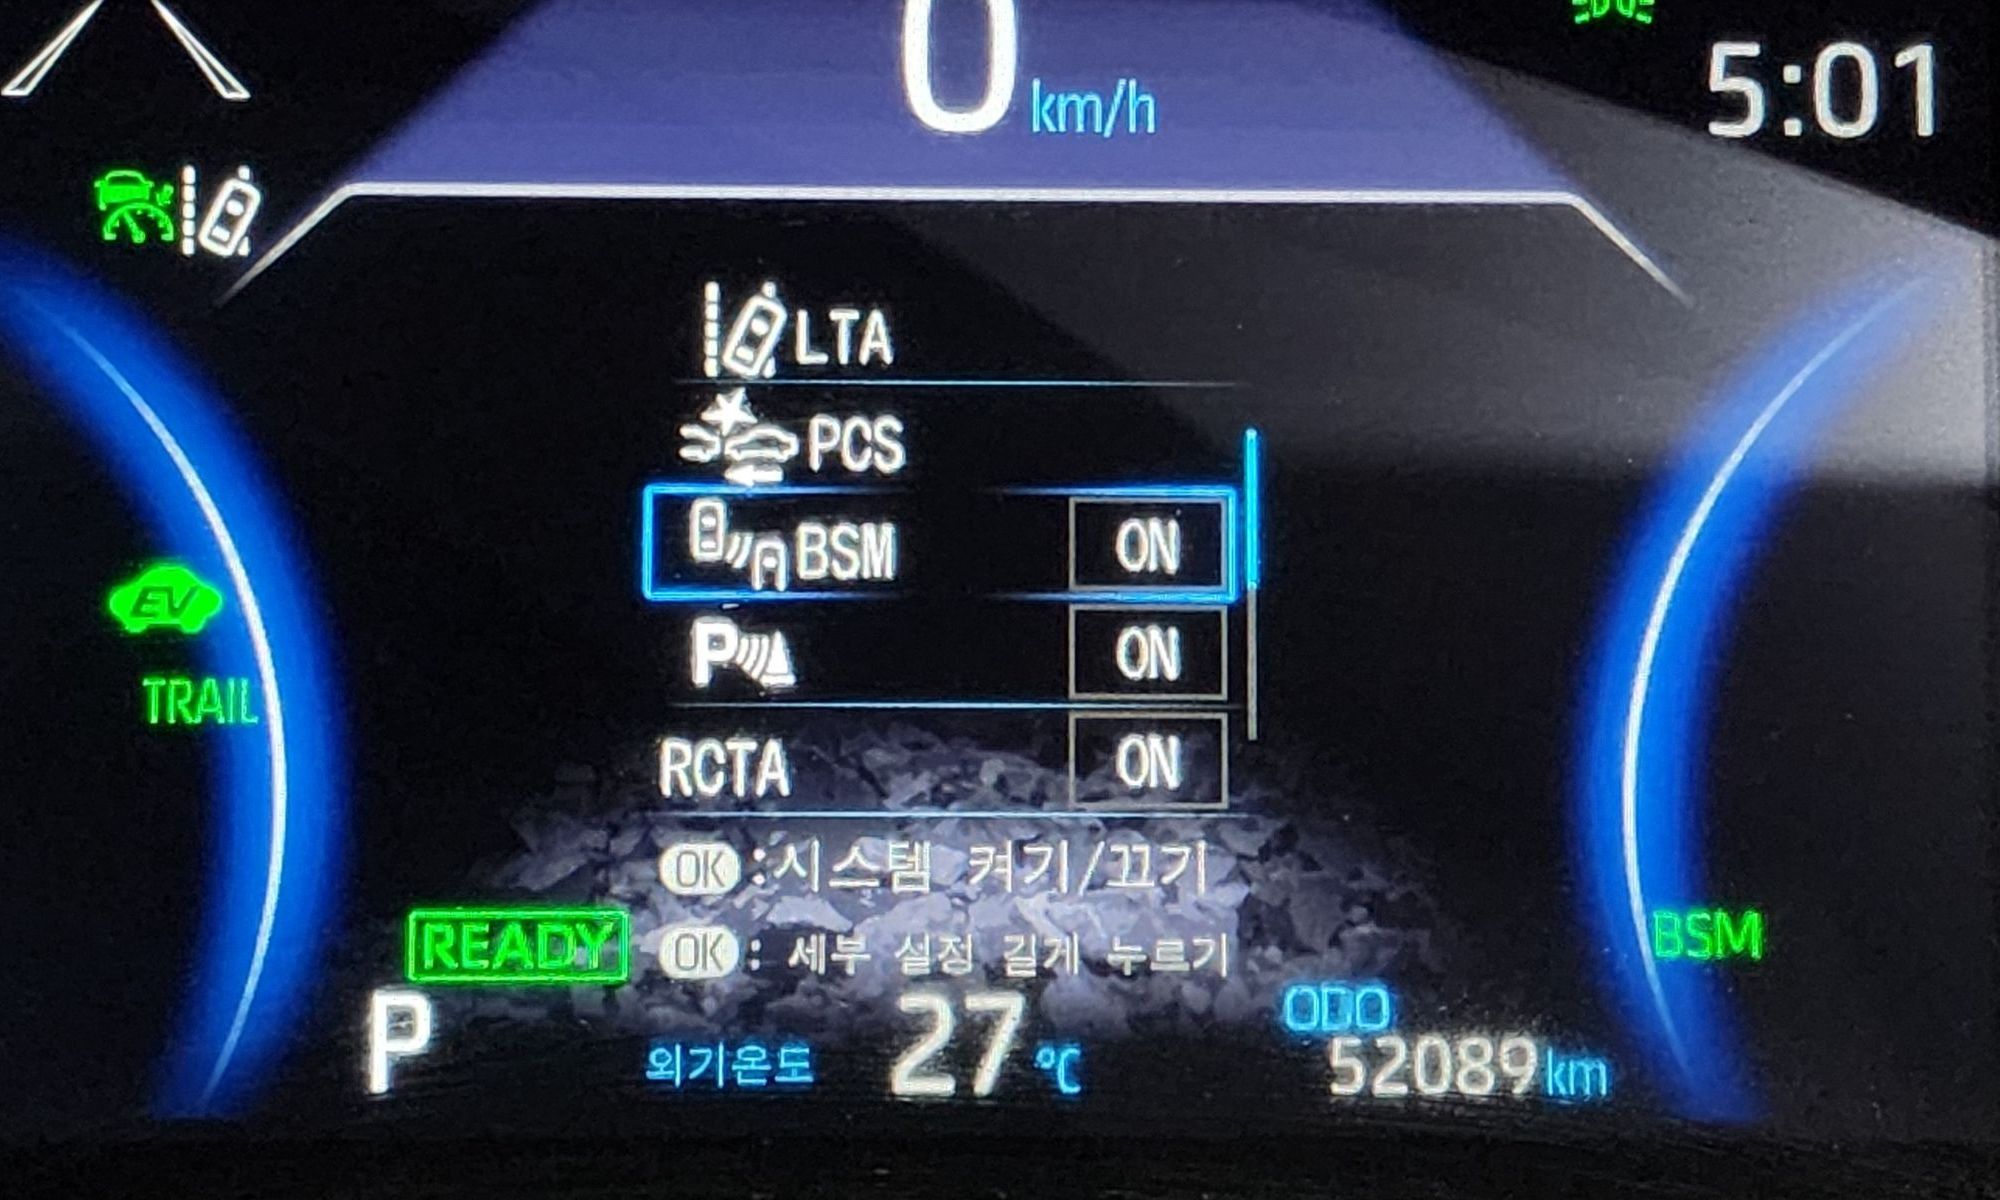 0 km/h
5:01
LTA
PCS
BSM ON
EV
P ON
TRAIL
RCTA ON
OK :시스템 켜기/끄기
READY
OK : 세부 설정 길게 누르기
BSM
P
외기온도 27 °C
ODO
52089 km